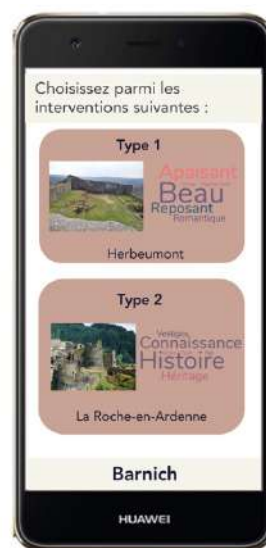 Choisissez parmi les
interventions suivantes :
Type 1
Apaisant
Beau
Reposant
Romantique
Herbeumont
Type 2
Vestiges
Connaissance
Histoire
Héritage
La Roche-en-Ardenne
Barnich
HUAWEI